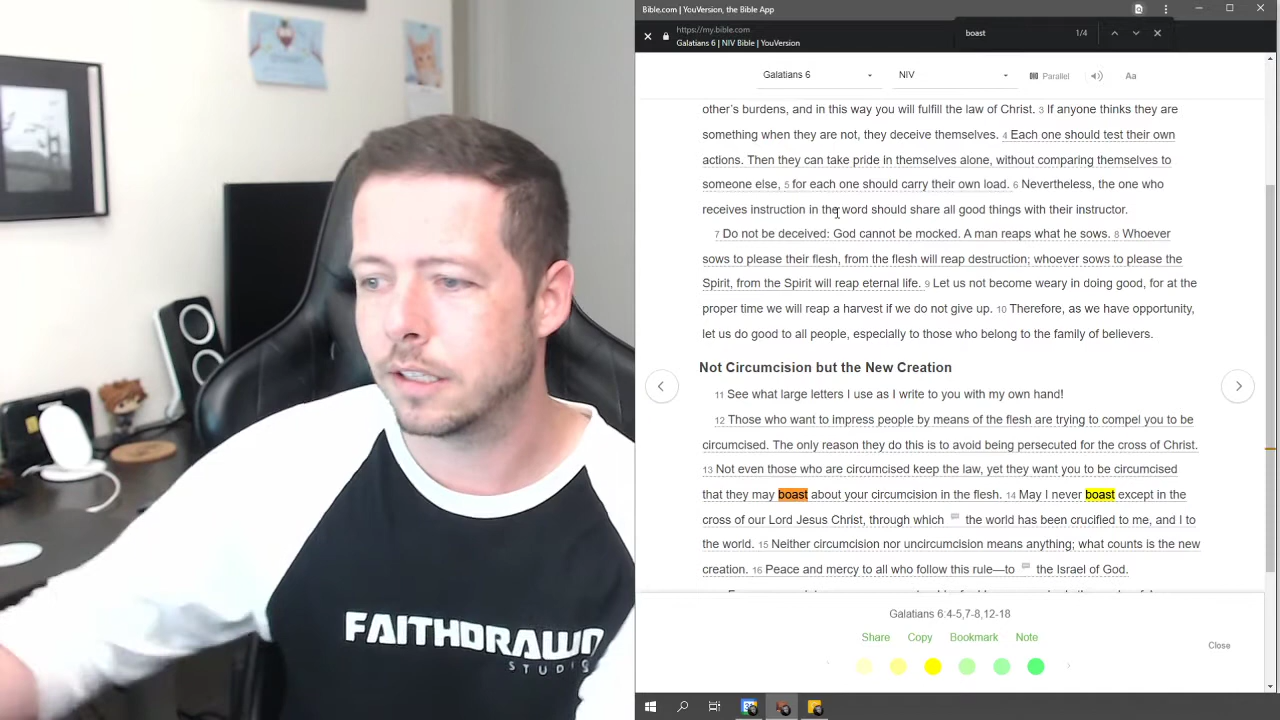 Bible.com | YouVersion, the Bible App
https://my.bible.com
Galatians 6 | NIV Bible | YouVersion
boast
1/4
Galatians 6
NIV
Parallel
Aa
other's burdens, and in this way you will fulfill the law of Christ. 3 If anyone thinks they are
something when they are not, they deceive themselves. 4 Each one should test their own
actions. Then they can take pride in themselves alone, without comparing themselves to
someone else, 5 for each one should carry their own load. 6 Nevertheless, the one who
receives instruction in the word should share all good things with their instructor.
7 Do not be deceived: God cannot be mocked. A man reaps what he sows. 8 Whoever
sows to please their flesh, from the flesh will reap destruction; whoever sows to please the
Spirit, from the Spirit will reap eternal life. 9 Let us not become weary in doing good, for at the
proper time we will reap a harvest if we do not give up. 10 Therefore, as we have opportunity,
let us do good to all people, especially to those who belong to the family of believers.
Not Circumcision but the New Creation
11 See what large letters I use as I write to you with my own hand!
12 Those who want to impress people by means of the flesh are trying to compel you to be
circumcised. The only reason they do this is to avoid being persecuted for the cross of Christ.
13 Not even those who are circumcised keep the law, yet they want you to be circumcised
that they may boast about your circumcision in the flesh. 14 May I never boast except in the
cross of our Lord Jesus Christ, through which the world has been crucified to me, and I to
the world. 15 Neither circumcision nor uncircumcision means anything; what counts is the new
creation. 16 Peace and mercy to all who follow this rule—to the Israel of God.
Galatians 6:4-5,7-8,12-18
Share Copy Bookmark Note
Close
FAITHDRAWN
STUDIOS